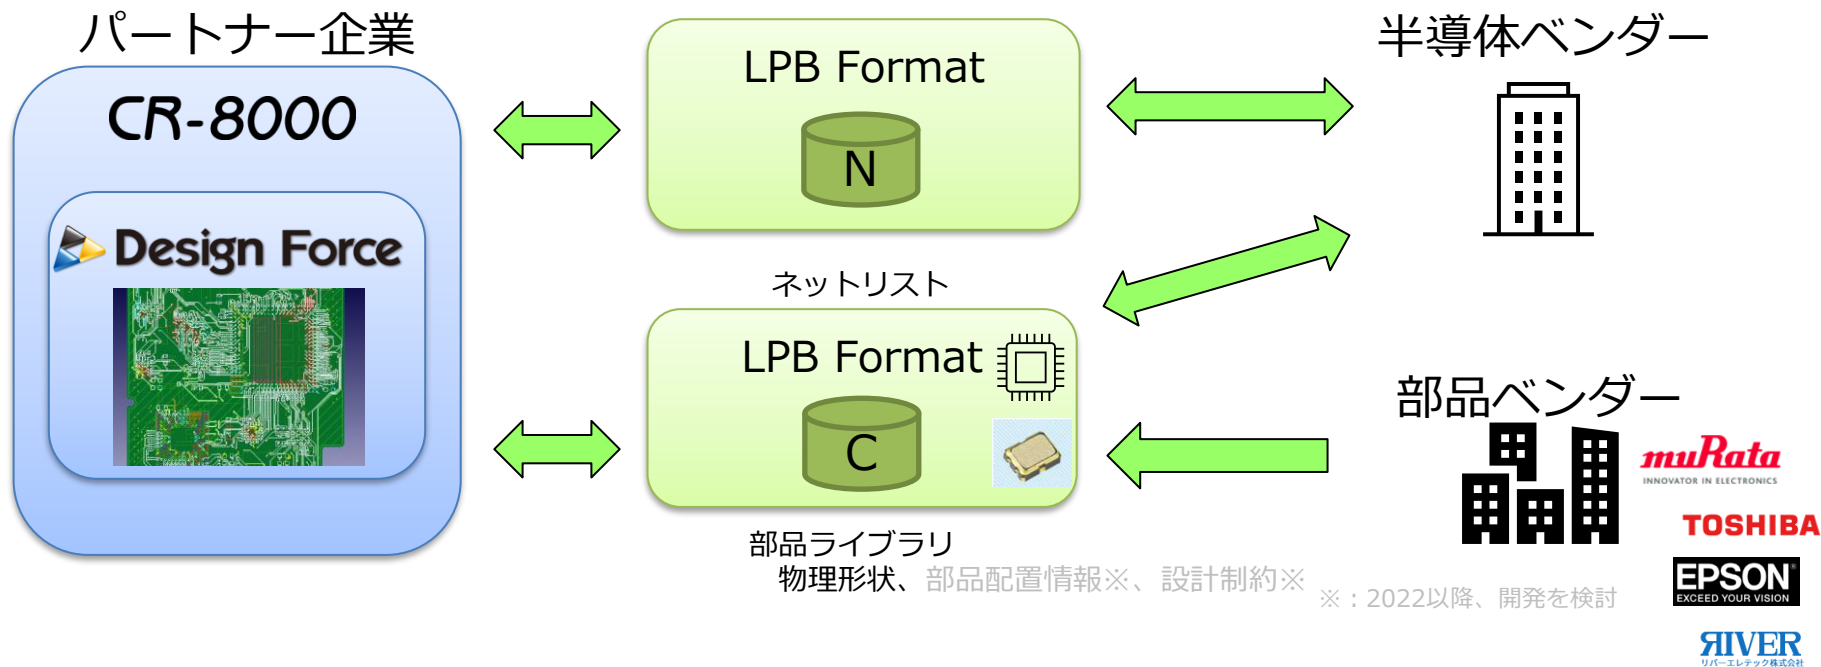 パートナー企業
CR-8000
Design Force
LPB Format
N
ネットリスト
LPB Format
C
部品ライブラリ
物理形状、部品配置情報※、設計制約※
※：2022以降、開発を検討
半導体ベンダー
部品ベンダー
muRata
INNOVATOR IN ELECTRONICS
TOSHIBA
EPSON
EXCEED YOUR VISION
RIVER
リバーエレテック株式会社